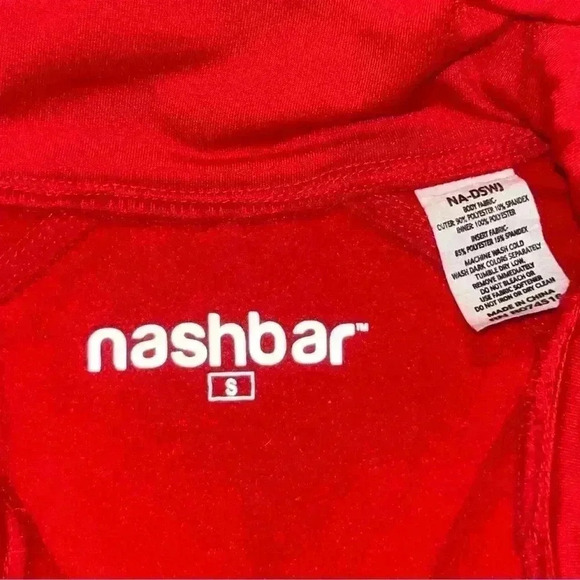 nashbar™
S
NA-DSWJ
BODY FABRIC:
OUTER: 90% POLYESTER 10% SPANDEX
INNER: 100% POLYESTER
INSERT FABRIC:
85% POLYESTER 15% SPANDEX
MACHINE WASH COLD
WASH DARK COLORS SEPARATELY
TUMBLE DRY LOW.
REMOVE IMMEDIATELY
DO NOT BLEACH OR
USE FABRIC SOFTENER
DO NOT IRON OR DRY CLEAN
MADE IN CHINA